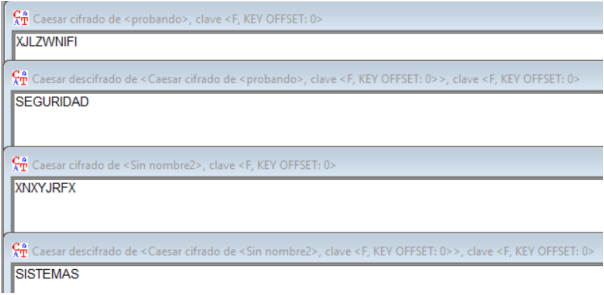 Caesar cifrado de <probando>, clave <F, KEY OFFSET: 0>
XJLZWNIFI
Caesar descifrado de <Caesar cifrado de <probando>, clave <F, KEY OFFSET: 0>>, clave <F, KEY OFFSET: 0>
SEGURIDAD
Caesar cifrado de <Sin nombre2>, clave <F, KEY OFFSET: 0>
XNXYJRFX
Caesar descifrado de <Caesar cifrado de <Sin nombre2>, clave <F, KEY OFFSET: 0>>, clave <F, KEY OFFSET: 0>
SISTEMAS